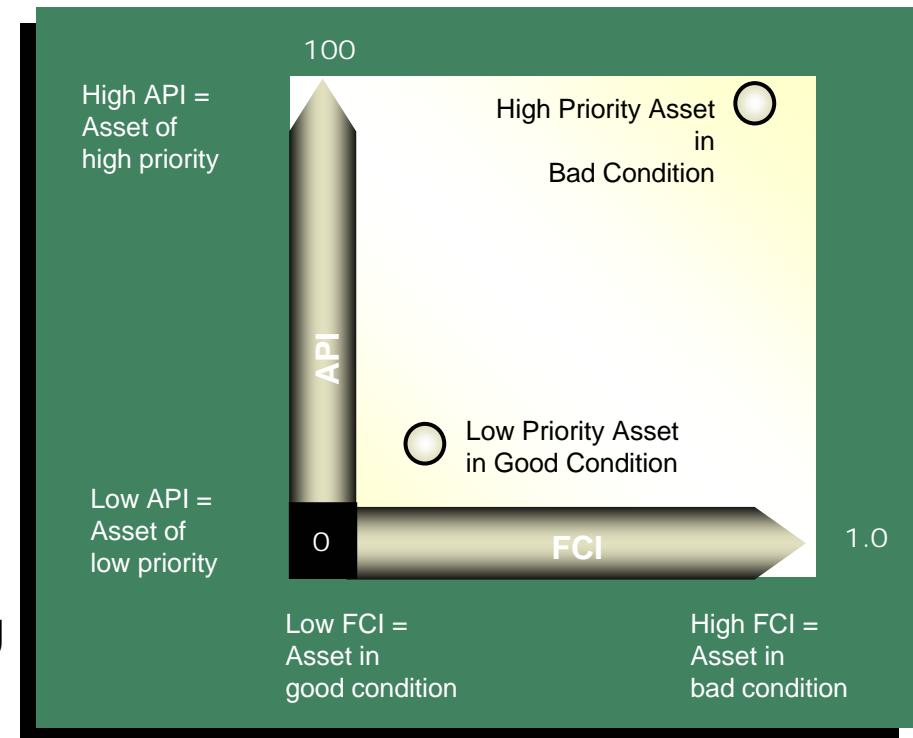 100
High API =
Asset of
high priority
High Priority Asset
in
Bad Condition
API
Low Priority Asset
in Good Condition
Low API =
Asset of
low priority
0
FCI
1.0
Low FCI =
Asset in
good condition
High FCI =
Asset in
bad condition